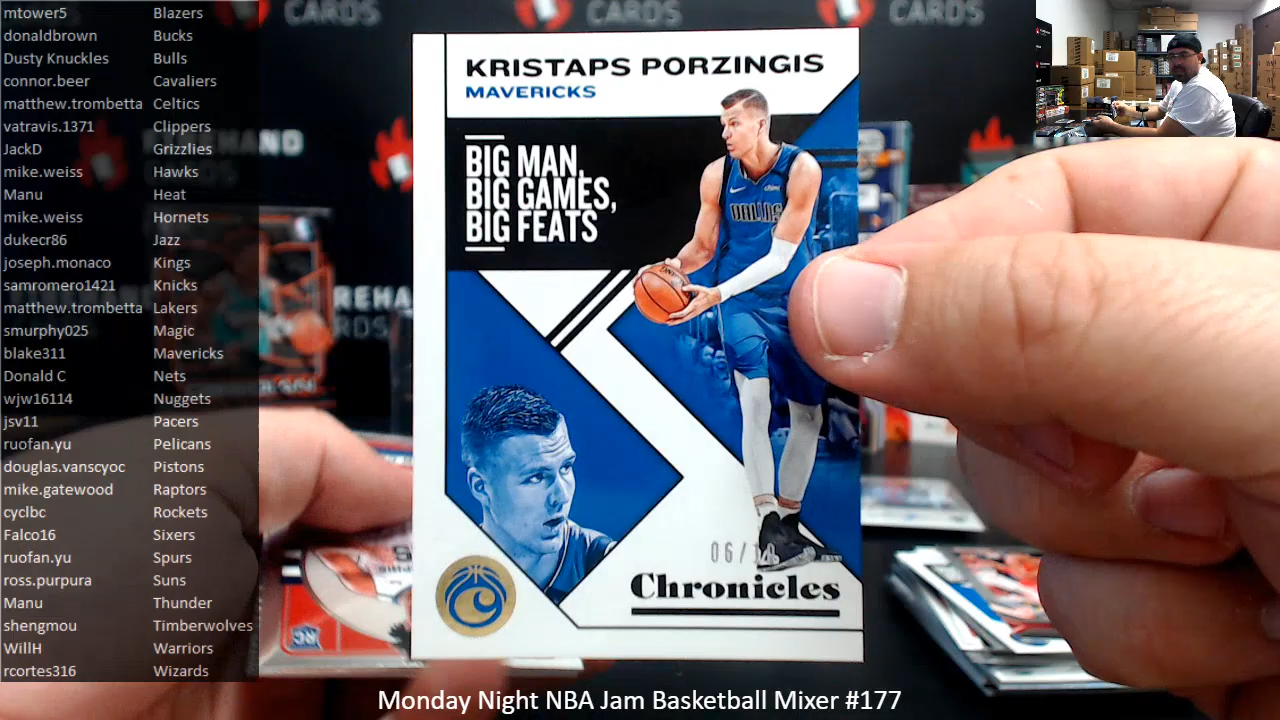 mtower5 Blazers
donaldbrown Bucks
Dusty Knuckles Bulls
connor.beer Cavaliers
matthew.trombetta Celtics
vatravis.1371 Clippers
JackD Grizzlies
mike.weiss Hawks
Manu Heat
mike.weiss Hornets
dukecr86 Jazz
joseph.monaco Kings
samromero1421 Knicks
matthew.trombetta Lakers
smurphy025 Magic
blake311 Mavericks
Donald C Nets
wjw16114 Nuggets
jsv11 Pacers
ruofan.yu Pelicans
douglas.vanscyoc Pistons
mike.gatewood Raptors
cyclbc Rockets
Falco16 Sixers
ruofan.yu Spurs
ross.purpura Suns
Manu Thunder
shengmou Timberwolves
WillH Warriors
rcortes316 Wizards
CARDS
CARDS
CARDS
KRISTAPS PORZINGIS
MAVERICKS
BIG MAN,
BIG GAMES,
BIG FEATS
DALLAS
Chronicles
RC
Monday Night NBA Jam Basketball Mixer #177